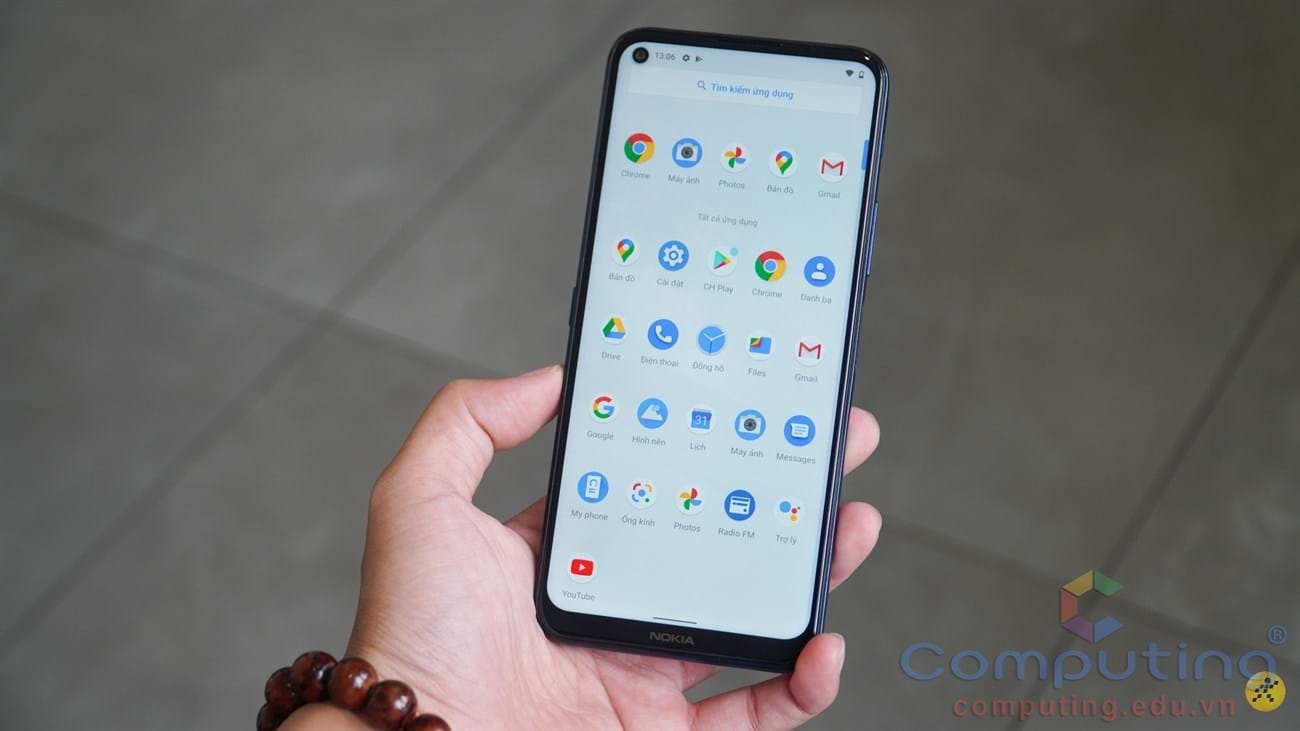 13:06
Tìm kiếm ứng dụng
Chrome Máy ảnh Photos Bản đồ Gmail
Tất cả ứng dụng
Bản đồ Cài đặt CH Play Chrome Danh bạ
Drive Điện thoại Đồng hồ Files Gmail
31
Google Hình nền Lịch Máy ảnh Messages
My phone Ống kính Photos Radio FM Trợ lý
YouTube
NOKIA
Computing®
computing.edu.vn